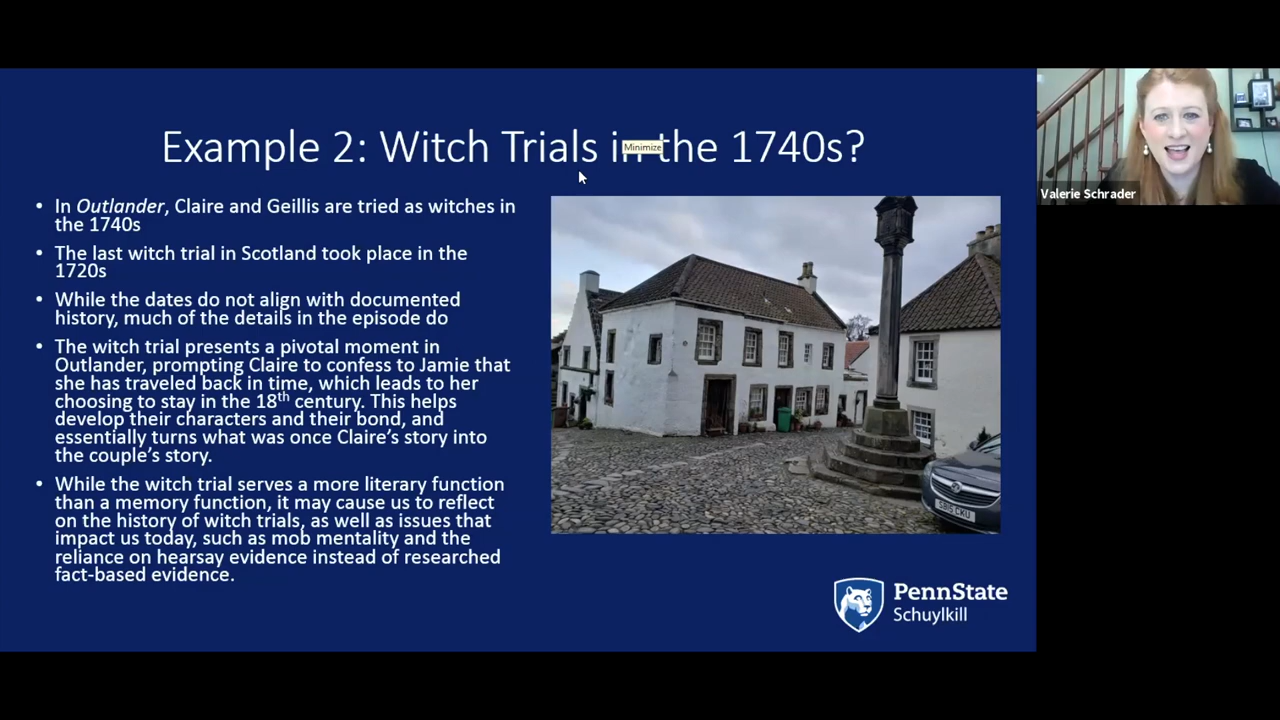 Example 2: Witch Trials in the 1740s?
Minimize
• In Outlander, Claire and Geillis are tried as witches in
the 1740s
• The last witch trial in Scotland took place in the
1720s
• While the dates do not align with documented
history, much of the details in the episode do
• The witch trial presents a pivotal moment in
Outlander, prompting Claire to confess to Jamie that
she has traveled back in time, which leads to her
choosing to stay in the 18th century. This helps
develop their characters and their bond, and
essentially turns what was once Claire's story into
the couple's story.
• While the witch trial serves a more literary function
than a memory function, it may cause us to reflect
on the history of witch trials, as well as issues that
impact us today, such as mob mentality and the
reliance on hearsay evidence instead of researched
fact-based evidence.
PennState
Schuylkill
Valerie Schrader